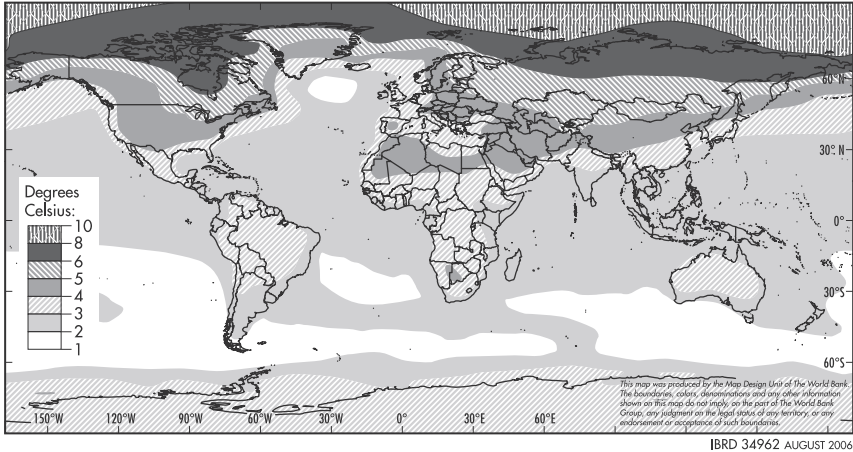 60°N
30° N
Degrees
Celsius:
10
8
6
5
4
3
2
1
0°
30°S
60°S
This map was produced by the Map Design Unit of The World Bank.
The boundaries, colors, denominations and any other information
shown on this map do not imply, on the part of The World Bank
Group, any judgment on the legal status of any territory, or any
endorsement or acceptance of such boundaries.
150°W 120°W 90°W 60°W 30°W 0° 30°E 60°E
IBRD 34962 AUGUST 2006